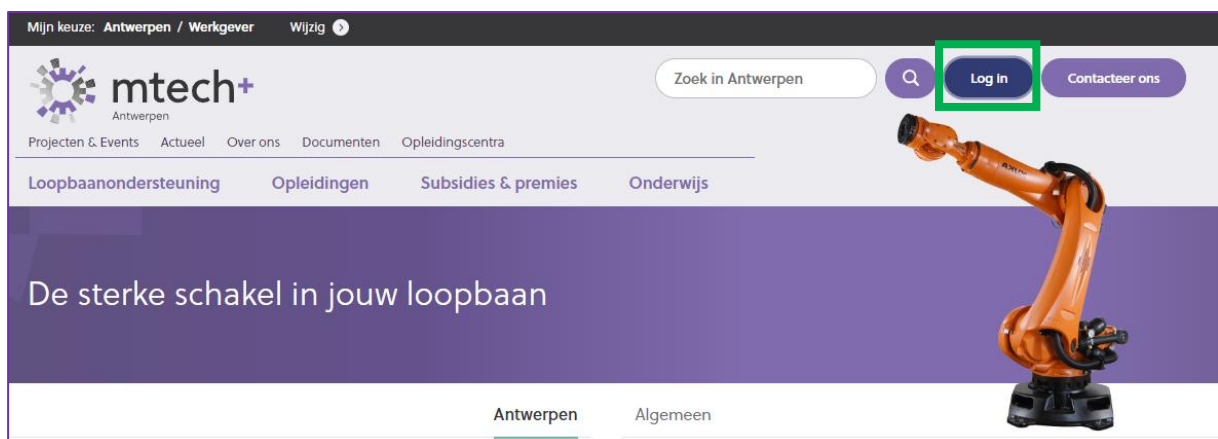 Mijn keuze: Antwerpen / Werkgever Wijzig
mtech+
Antwerpen
Zoek in Antwerpen
Log in
Contacteer ons
Projecten & Events Actueel Over ons Documenten Opleidingscentra
Loopbaanondersteuning Opleidingen Subsidies & premies Onderwijs
De sterke schakel in jouw loopbaan
Antwerpen Algemeen